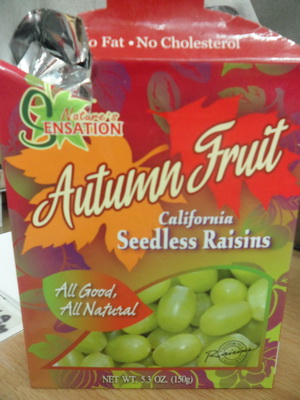 o Fat • No Cholesterol
Nature's
SENSATION
Autumn Fruit
California
Seedless Raisins
All Good,
All Natural
Raisins
NET WT. 5.3 OZ (150g)